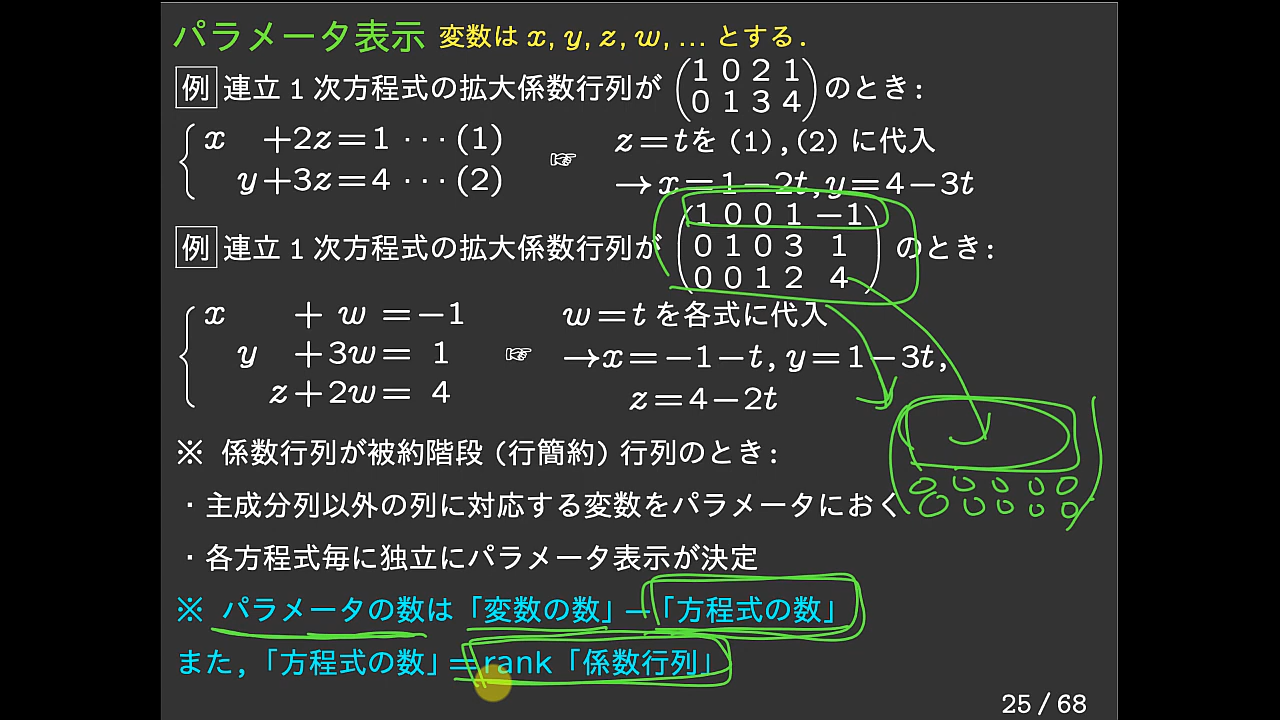 パラメータ表示 変数は x, y, z, w, … とする.
例 連立 1 次方程式の拡大係数行列が (1 0 2 1
0 1 3 4) のとき:
x +2z=1 ···(1) ☞ z=tを (1),(2) に代入
y+3z=4 ···(2) →x=1−2t,y=4−3t
例 連立 1 次方程式の拡大係数行列が (1 0 0 1 −1
0 1 0 3 1
0 0 1 2 4) のとき:
x + w =−1 w=t を各式に代入
y +3w= 1 ☞ →x=−1−t, y=1−3t,
z+2w= 4 z=4−2t
※ 係数行列が被約階段 (行簡約) 行列のとき:
・主成分列以外の列に対応する変数をパラメータにおく
・各方程式毎に独立にパラメータ表示が決定
※ パラメータの数は「変数の数」−「方程式の数」
また,「方程式の数」=rank「係数行列」
25 / 68